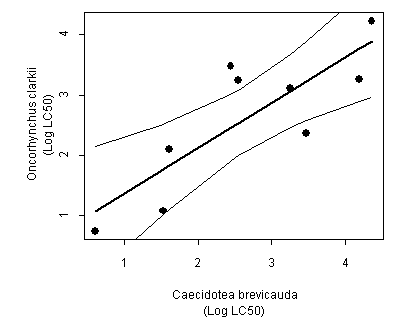 Oncorhynchus clarkii
(Log LC50)
4
3
2
1
1 2 3 4
Caecidotea brevicauda
(Log LC50)